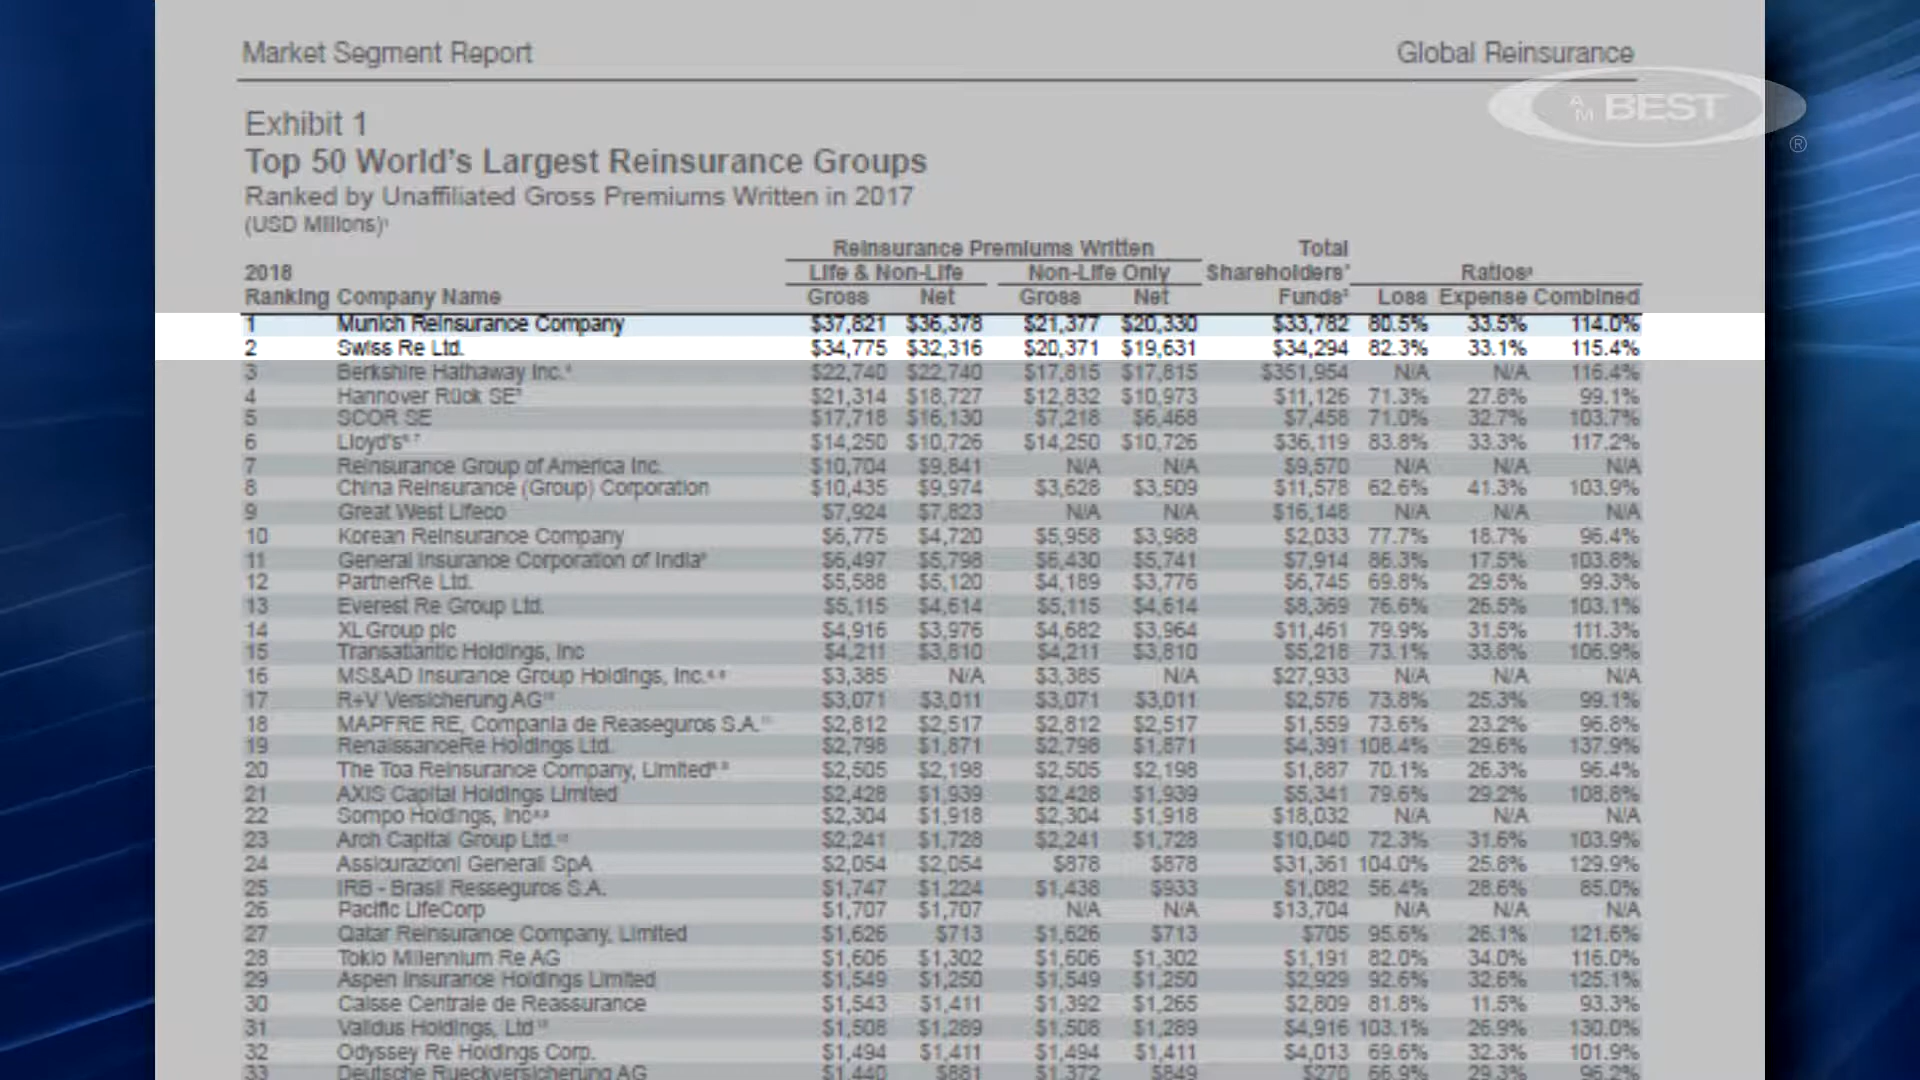 Market Segment Report Global Reinsurance
AM BEST ®
Exhibit 1
Top 50 World's Largest Reinsurance Groups
Ranked by Unaffiliated Gross Premiums Written in 2017
(USD Millions)¹
Reinsurance Premiums Written Total
2018 Life & Non-Life Non-Life Only Shareholders' Ratios³
Ranking Company Name Gross Net Gross Net Funds² Loss Expense Combined
1 Munich Reinsurance Company $37,821 $36,378 $21,377 $20,330 $33,782 80.5% 33.5% 114.0%
2 Swiss Re Ltd. $34,775 $32,316 $20,371 $19,631 $34,294 82.3% 33.1% 115.4%
3 Berkshire Hathaway Inc.⁴ $22,740 $22,740 $17,815 $17,815 $351,954 N/A N/A 116.4%
4 Hannover Rück SE⁵ $21,314 $18,727 $12,832 $10,973 $11,126 71.3% 27.8% 99.1%
5 SCOR SE $17,718 $16,130 $7,218 $6,468 $7,458 71.0% 32.7% 103.7%
6 Lloyd's⁶ ⁷ $14,250 $10,726 $14,250 $10,726 $36,119 83.8% 33.3% 117.2%
7 Reinsurance Group of America Inc. $10,704 $9,841 N/A N/A $9,570 N/A N/A N/A
8 China Reinsurance (Group) Corporation $10,435 $9,974 $3,628 $3,509 $11,578 62.6% 41.3% 103.9%
9 Great West Lifeco $7,924 $7,823 N/A N/A $16,148 N/A N/A N/A
10 Korean Reinsurance Company $6,775 $4,720 $5,958 $3,988 $2,033 77.7% 18.7% 96.4%
11 General Insurance Corporation of India $6,497 $5,798 $6,430 $5,741 $7,914 86.3% 17.5% 103.8%
12 PartnerRe Ltd. $5,588 $5,120 $4,189 $3,776 $6,745 69.8% 29.5% 99.3%
13 Everest Re Group Ltd. $5,115 $4,614 $5,115 $4,614 $8,369 76.6% 26.5% 103.1%
14 XL Group plc $4,916 $3,976 $4,682 $3,964 $11,461 79.9% 31.5% 111.3%
15 Transatlantic Holdings, Inc $4,211 $3,810 $4,211 $3,810 $5,218 73.1% 33.8% 106.9%
16 MS&AD Insurance Group Holdings, Inc. $3,385 N/A $3,385 N/A $27,933 N/A N/A N/A
17 R+V Versicherung AG $3,071 $3,011 $3,071 $3,011 $2,576 73.8% 25.3% 99.1%
18 MAPFRE RE, Compania de Reaseguros S.A. $2,812 $2,517 $2,812 $2,517 $1,559 73.6% 23.2% 96.8%
19 RenaissanceRe Holdings Ltd. $2,798 $1,871 $2,798 $1,871 $4,391 108.4% 29.6% 137.9%
20 The Toa Reinsurance Company, Limited $2,505 $2,198 $2,505 $2,198 $1,887 70.1% 26.3% 96.4%
21 AXIS Capital Holdings Limited $2,428 $1,939 $2,428 $1,939 $5,341 79.6% 29.2% 108.8%
22 Sompo Holdings, Inc $2,304 $1,918 $2,304 $1,918 $18,032 N/A N/A N/A
23 Arch Capital Group Ltd. $2,241 $1,728 $2,241 $1,728 $10,040 72.3% 31.6% 103.9%
24 Assicurazioni Generali SpA $2,054 $2,054 $878 $878 $31,361 104.0% 25.8% 129.9%
25 IRB - Brasil Resseguros S.A. $1,747 $1,224 $1,438 $933 $1,082 56.4% 28.6% 85.0%
26 Pacific LifeCorp $1,707 $1,707 N/A N/A $13,704 N/A N/A N/A
27 Qatar Reinsurance Company, Limited $1,626 $713 $1,626 $713 $705 95.6% 26.1% 121.6%
28 Tokio Millennium Re AG $1,606 $1,302 $1,606 $1,302 $1,191 82.0% 34.0% 116.0%
29 Aspen Insurance Holdings Limited $1,549 $1,250 $1,549 $1,250 $2,929 92.6% 32.6% 125.1%
30 Caisse Centrale de Reassurance $1,543 $1,411 $1,392 $1,265 $2,809 81.8% 11.5% 93.3%
31 Validus Holdings, Ltd $1,508 $1,289 $1,508 $1,289 $4,916 103.1% 26.9% 130.0%
32 Odyssey Re Holdings Corp. $1,494 $1,411 $1,494 $1,411 $4,013 69.6% 32.3% 101.9%
33 Deutsche Rueckversicherung AG $1,440 $881 $1,372 $849 $270 66.9% 29.3% 96.2%